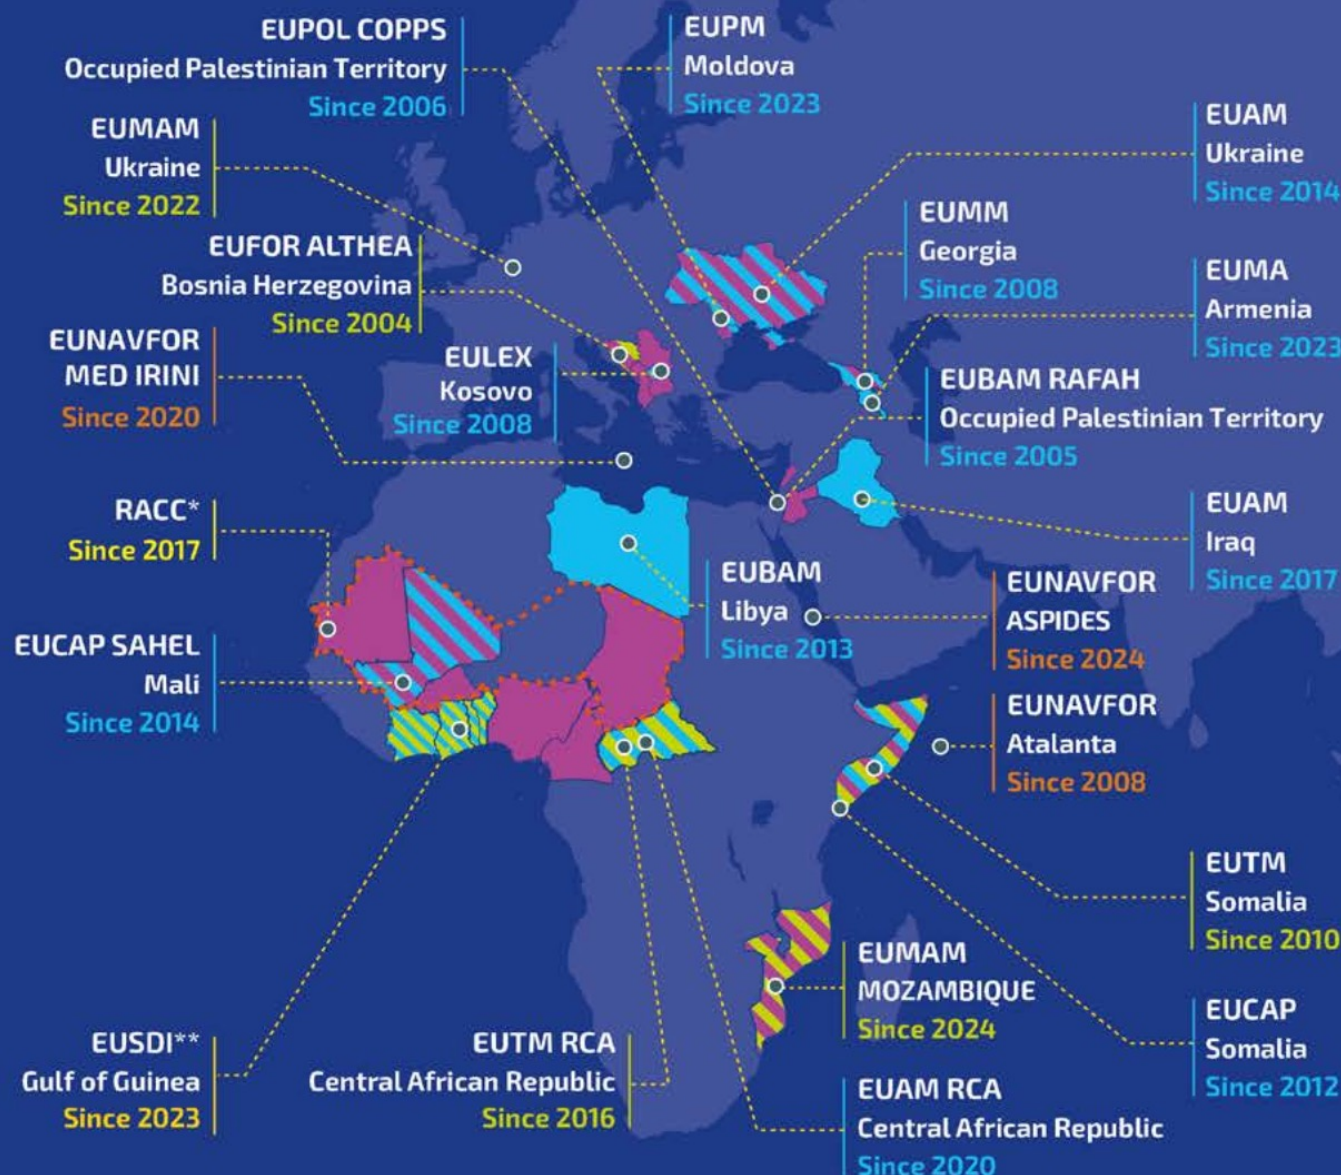 EUPOL COPPS
Occupied Palestinian Territory
Since 2006
EUPM
Moldova
Since 2023
EUMAM
Ukraine
Since 2022
EUAM
Ukraine
Since 2014
EUMM
Georgia
Since 2008
EUFOR ALTHEA
Bosnia Herzegovina
Since 2004
EUMA
Armenia
Since 2023
EUNAVFOR
MED IRINI
Since 2020
EULEX
Kosovo
Since 2008
EUBAM RAFAH
Occupied Palestinian Territory
Since 2005
RACC*
Since 2017
EUAM
Iraq
Since 2017
EUBAM
Libya
Since 2013
EUNAVFOR
ASPIDES
Since 2024
EUCAP SAHEL
Mali
Since 2014
EUNAVFOR
Atalanta
Since 2008
EUTM
Somalia
Since 2010
EUMAM
MOZAMBIQUE
Since 2024
EUCAP
Somalia
Since 2012
EUSDI**
Gulf of Guinea
Since 2023
EUTM RCA
Central African Republic
Since 2016
EUAM RCA
Central African Republic
Since 2020